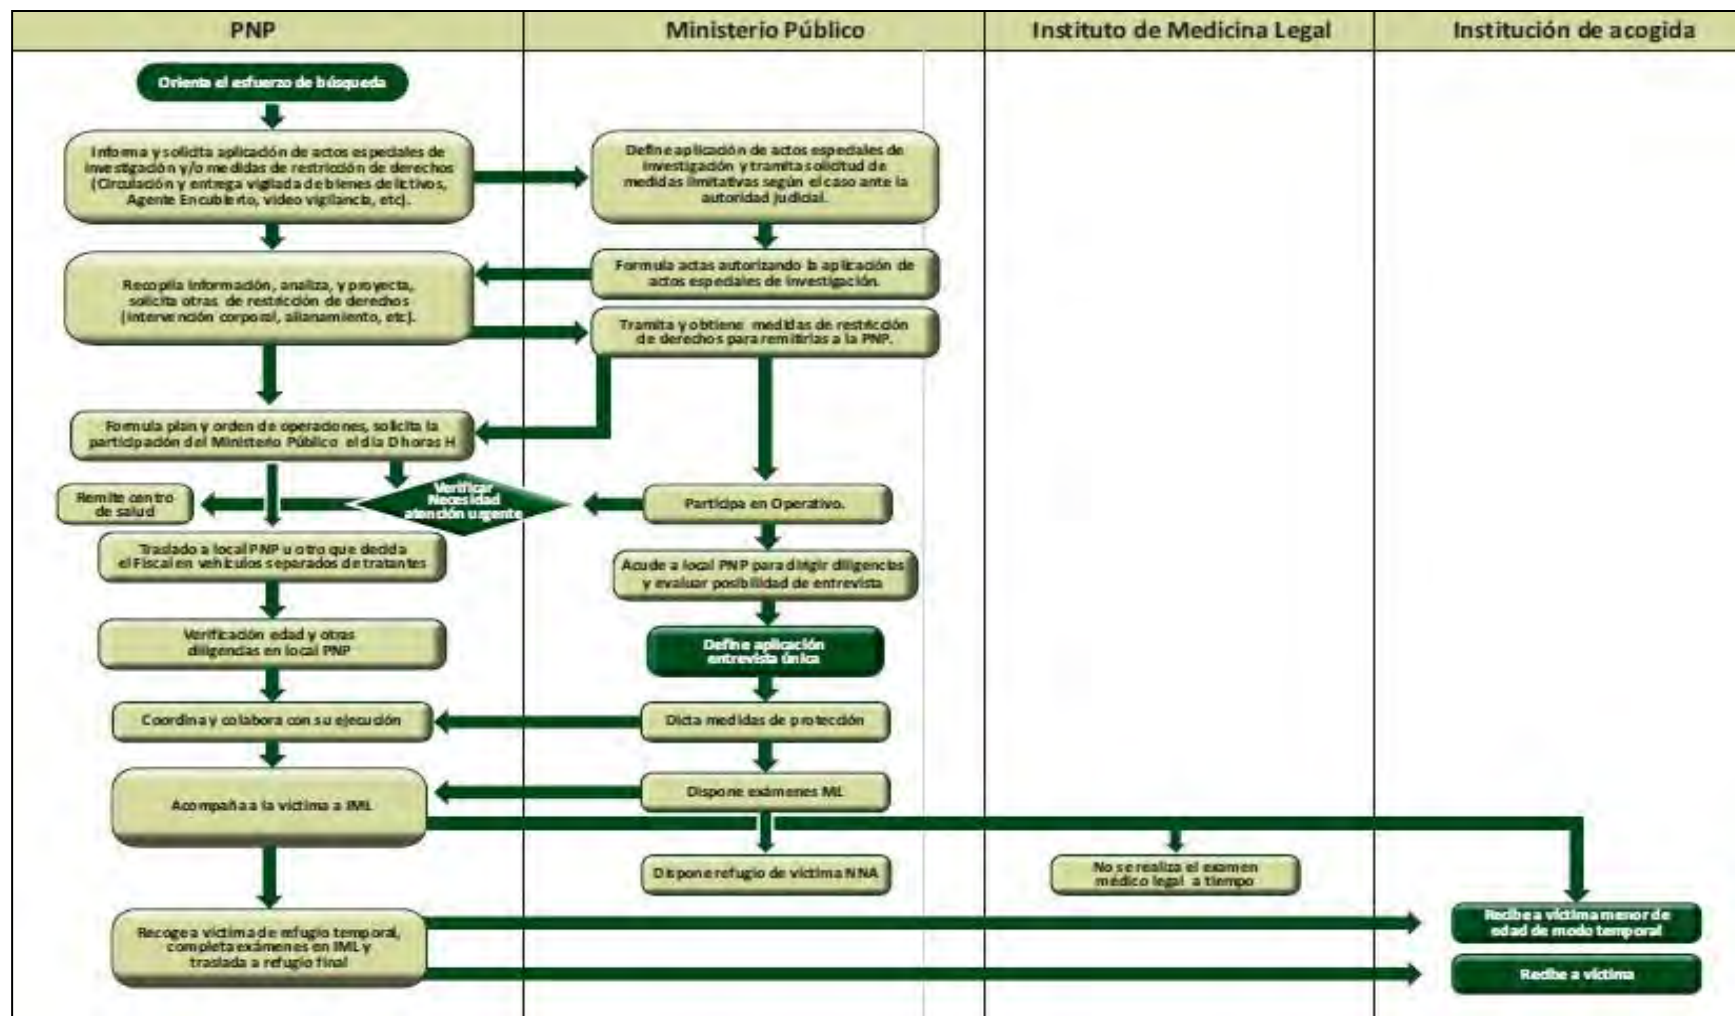 PNP
Ministerio Público
Instituto de Medicina Legal
Institución de acogida
Orienta el esfuerzo de búsqueda
Informa y solicita aplicación de actos especiales de
investigación y/o medidas de restricción de derechos
(Circulación y entrega vigilada de bienes delictivos,
Agente Encubierto, video vigilancia, etc).
Define aplicación de actos especiales de
investigación y tramita solicitud de
medidas limitativas según el caso ante la
autoridad judicial.
Recopila información, analiza, y proyecta,
solicita otras de restricción de derechos
(intervención corporal, allanamiento, etc).
Formula actas autorizando la aplicación de
actos especiales de investigación.
Tramita y obtiene medidas de restricción
de derechos para remitirlas a la PNP.
Formula plan y orden de operaciones, solicita la
participación del Ministerio Público el día D horas H
Remite centro
de salud
Verificar
Necesidad
atención urgente
Participa en Operativo.
Traslado a local PNP u otro que decida
el Fiscal en vehículos separados de tratantes
Acude a local PNP para dirigir diligencias
y evaluar posibilidad de entrevista
Verificación edad y otras
diligencias en local PNP
Define aplicación
entrevista única
Coordina y colabora con su ejecución
Dicta medidas de protección
Acompaña a la víctima a IML
Dispone exámenes ML
Dispone refugio de víctima NNA
No se realiza el examen
médico legal a tiempo
Recoge a víctima de refugio temporal,
completa exámenes en IML y
traslada a refugio final
Recibe a víctima menor de
edad de modo temporal
Recibe a víctima